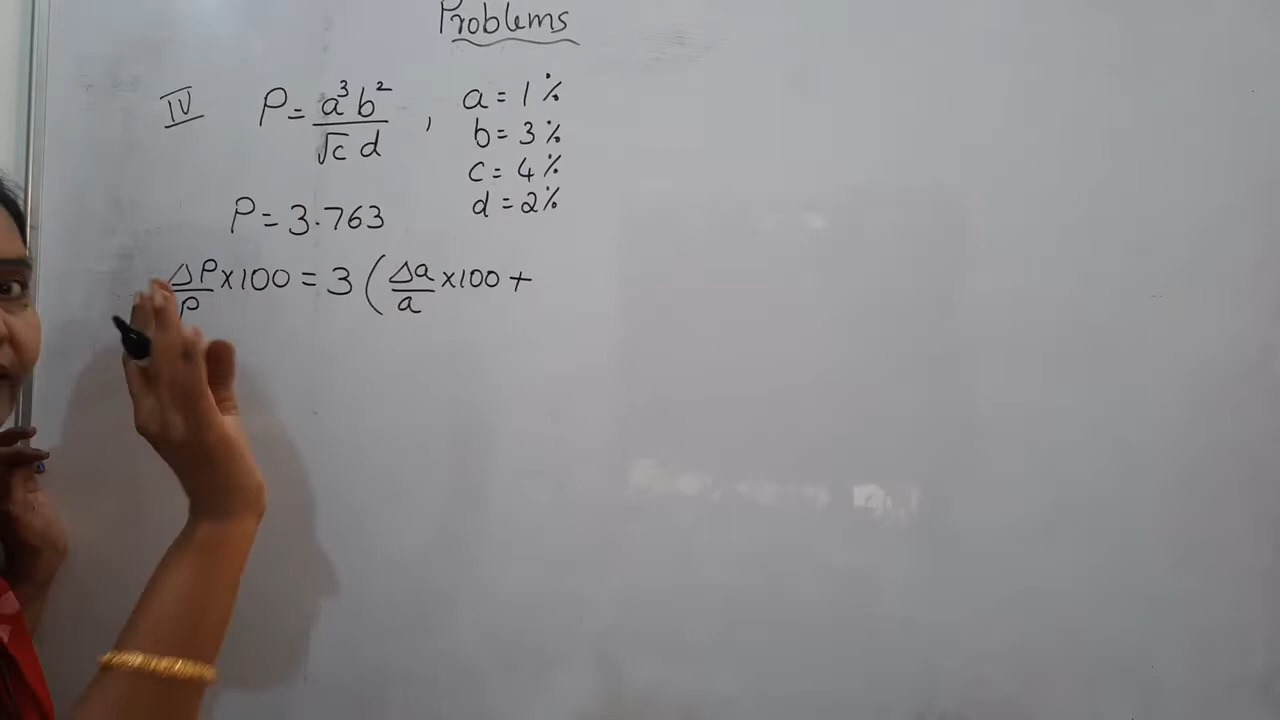 Problems
IV P = a³b² / √c d , a = 1%
b = 3%
c = 4%
d = 2%
P = 3.763
ΔP/P × 100 = 3 ( Δa/a × 100 +